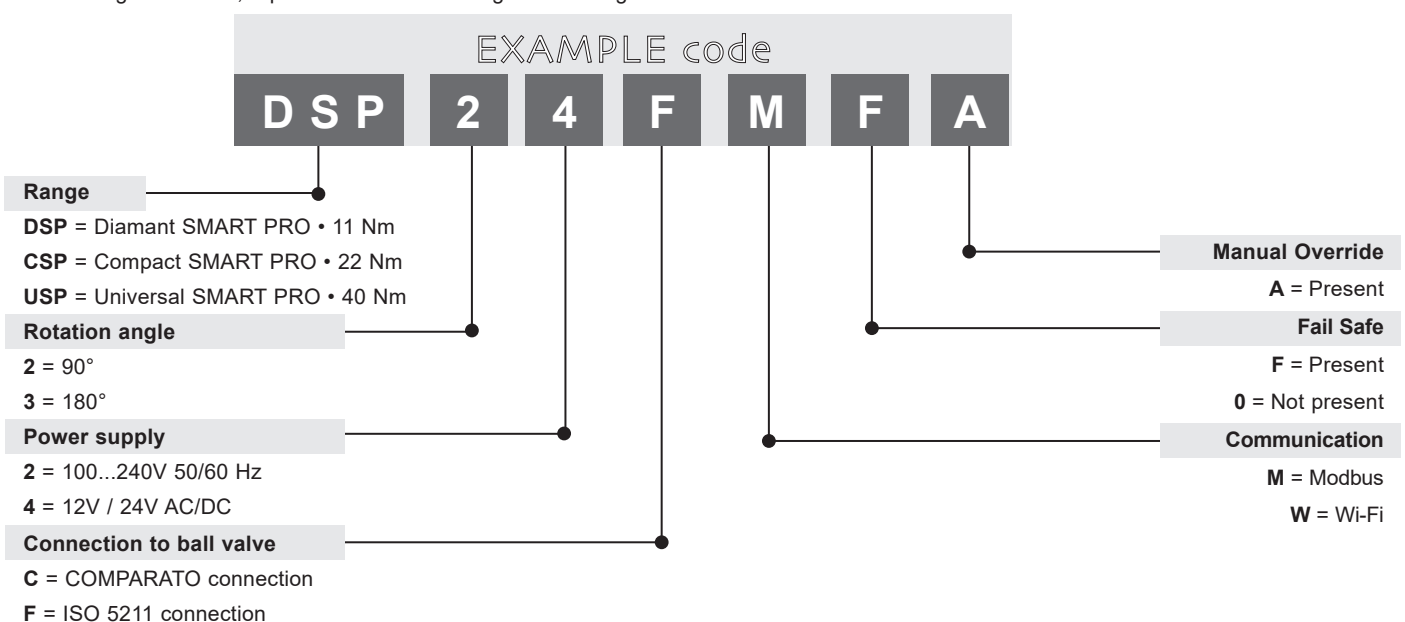 EXAMPLE code
DSP 2 4 F M F A
Range
DSP = Diamant SMART PRO • 11 Nm
CSP = Compact SMART PRO • 22 Nm
USP = Universal SMART PRO • 40 Nm
Rotation angle
2 = 90°
3 = 180°
Power supply
2 = 100...240V 50/60 Hz
4 = 12V / 24V AC/DC
Connection to ball valve
C = COMPARATO connection
F = ISO 5211 connection
Manual Override
A = Present
Fail Safe
F = Present
0 = Not present
Communication
M = Modbus
W = Wi-Fi